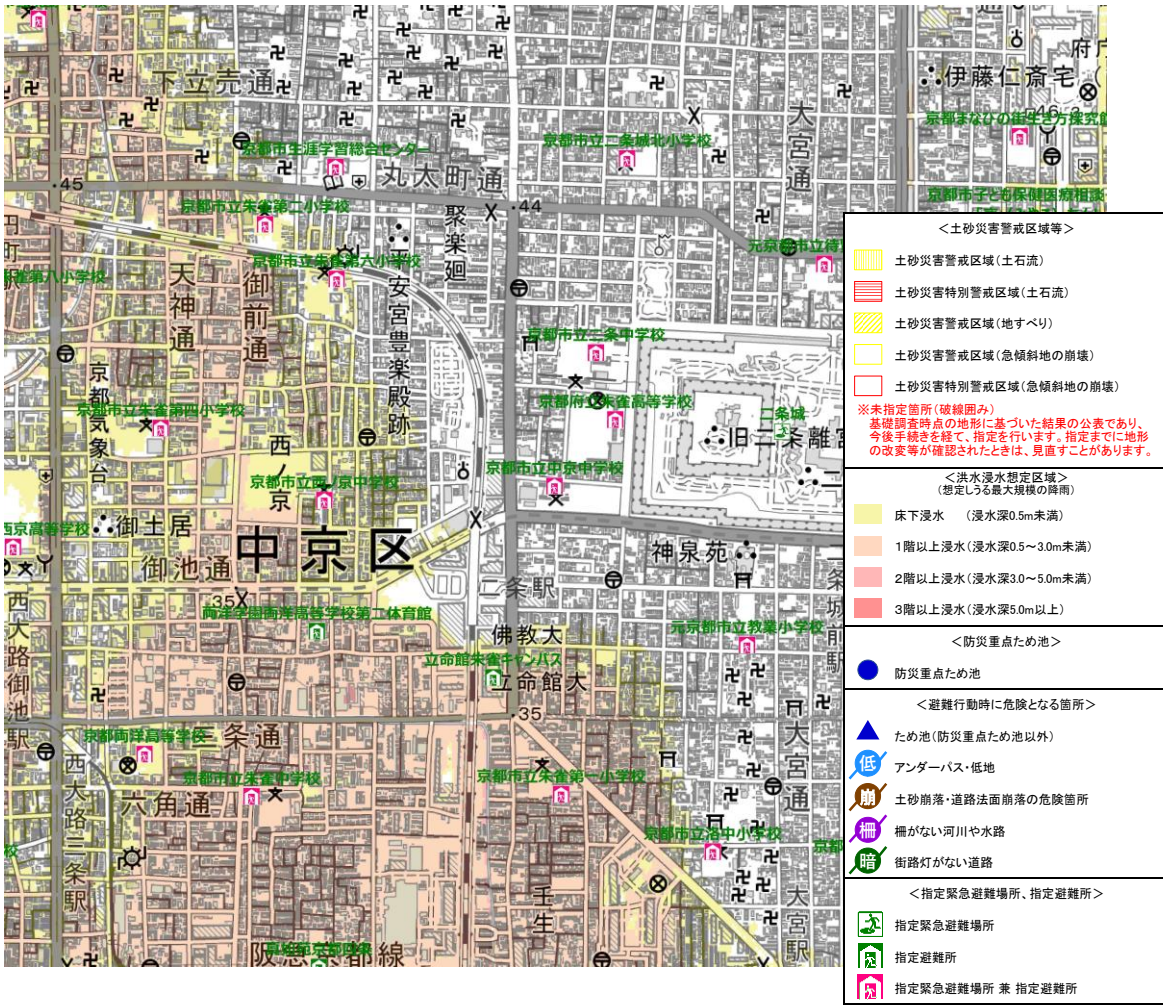 下立売通
伊藤仁斎宅(
府庁
京都まなびの街生き方探究館
46.3
京都市生涯学習総合センター
京都市立二条城北小学校
大宮通
45
丸太町通
44
京都市子ども保健医療相談
京都市立朱雀第二小学校
聚楽廻
円町駅
京都市立朱雀第六小学校
雀第八小学校
天神通
御前通
平安宮豊楽殿跡
京都市立二条中学校
京都気象台
京都市立朱雀第四小学校
京都府立朱雀高等学校
二条城
旧二条離宮
西ノ京
京都市立西ノ京中学校
京都市立中京中学校
西京高等学校
御土居
中京区
神泉苑
御池通
二条駅
二条城前駅
35
両洋学園両洋高等学校第二体育館
佛教大
元京都市立教業小学校
西大路御池駅
立命館朱雀キャンパス
立命館大
35
京都両洋高等学校
三条通
大宮通
西大路三条駅
京都市立朱雀中学校
京都市立朱雀第一小学校
六角通
京都市立洛中小学校
壬生
大宮駅
阪急京都線
<土砂災害警戒区域等>
土砂災害警戒区域(土石流)
土砂災害特別警戒区域(土石流)
土砂災害警戒区域(地すべり)
土砂災害警戒区域(急傾斜地の崩壊)
土砂災害特別警戒区域(急傾斜地の崩壊)
※未指定箇所(破線囲み)
基礎調査時点の地形に基づいた結果の公表であり、
今後手続きを経て、指定を行います。指定までに地形
の改変等が確認されたときは、見直すことがあります。
<洪水浸水想定区域>
(想定しうる最大規模の降雨)
床下浸水 (浸水深0.5m未満)
1階以上浸水(浸水深0.5~3.0m未満)
2階以上浸水(浸水深3.0~5.0m未満)
3階以上浸水(浸水深5.0m以上)
<防災重点ため池>
防災重点ため池
<避難行動時に危険となる箇所>
ため池(防災重点ため池以外)
低 アンダーパス・低地
崩 土砂崩落・道路法面崩落の危険箇所
柵 柵がない河川や水路
暗 街路灯がない道路
<指定緊急避難場所、指定避難所>
指定緊急避難場所
指定避難所
指定緊急避難場所 兼 指定避難所